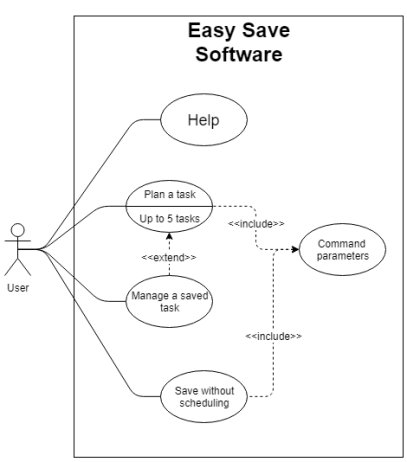 Easy Save
Software
Help
Plan a task
Up to 5 tasks
<<include>>
Command
parameters
<<extend>>
User
Manage a saved
task
<<include>>
Save without
scheduling